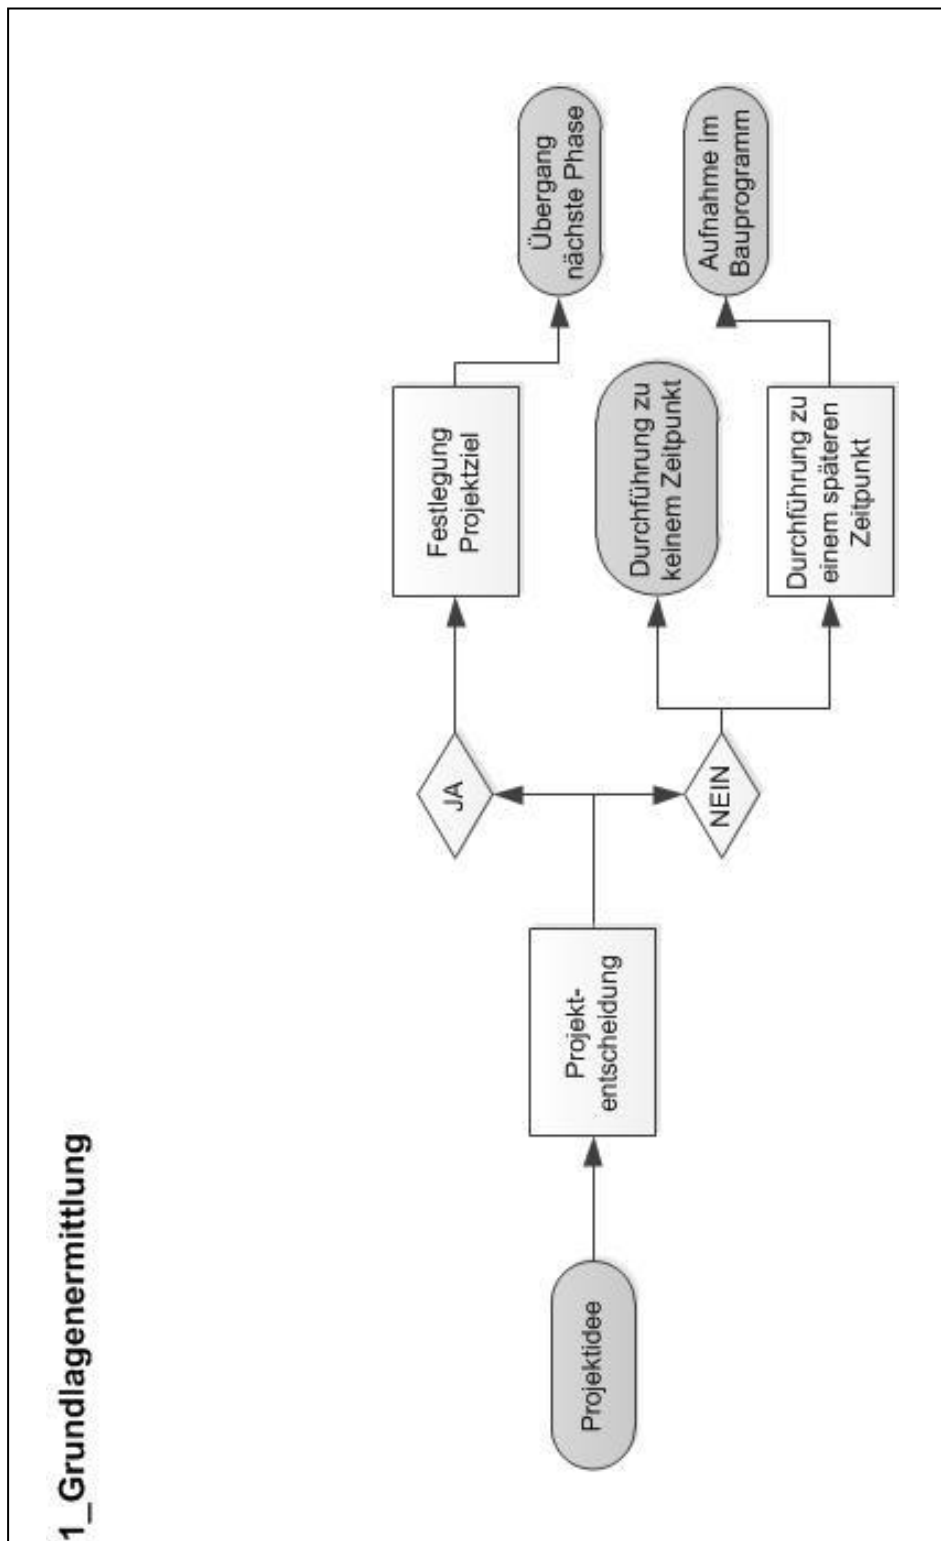 1_Grundlagenermittlung
Projektidee
Projekt-
entscheidung
JA
NEIN
Festlegung
Projektziel
Übergang
nächste Phase
Durchführung zu
keinem Zeitpunkt
Durchführung zu
einem späteren
Zeitpunkt
Aufnahme im
Bauprogramm